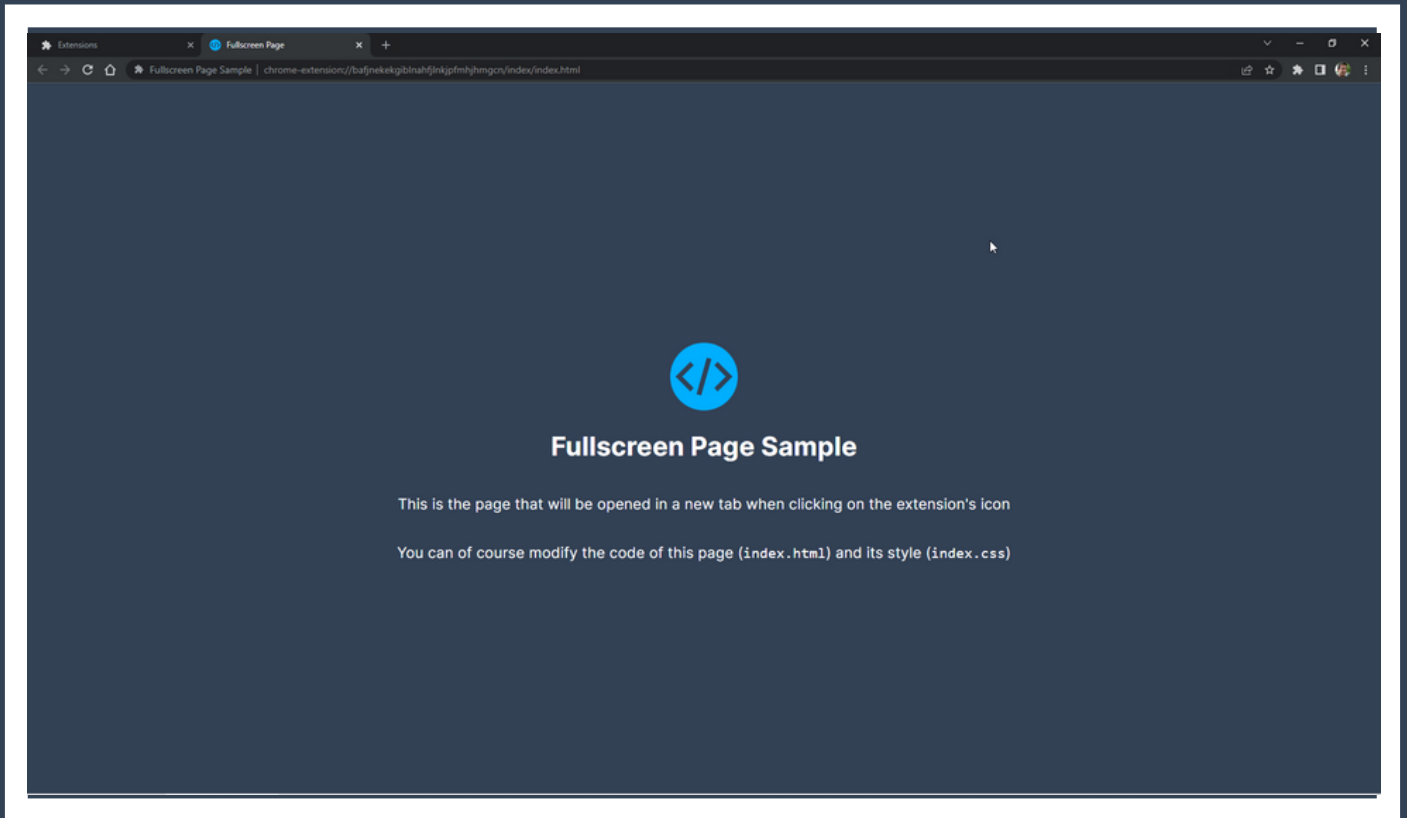 Extensions
Fullscreen Page
Fullscreen Page Sample | chrome-extension://bafjnekekgiblnahfjlnkjpfmhjhmgcn/index/index.html
</>
Fullscreen Page Sample
This is the page that will be opened in a new tab when clicking on the extension's icon
You can of course modify the code of this page (index.html) and its style (index.css)